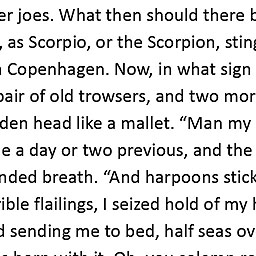 er joes. What then should there b
, as Scorpio, or the Scorpion, sting
Copenhagen. Now, in what sign
pair of old trowsers, and two mor
den head like a mallet. “Man my
e a day or two previous, and the
nded breath. “And harpoons stick
ible flailings, I seized hold of my h
d sending me to bed, half seas ov